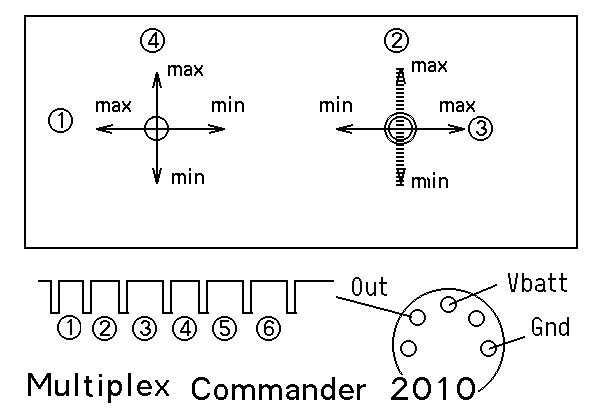 ④ ②
max max
① max min min max ③
min min
Out Vbatt
① ② ③ ④ ⑤ ⑥ Gnd
Multiplex Commander 2010